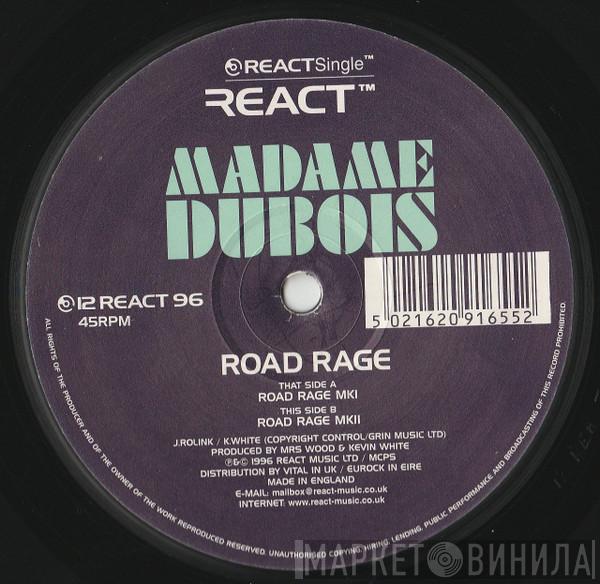 REACTSingle™
REACT™
MADAME
DUBOIS
12 REACT 96
45RPM
5 021620 916552
ROAD RAGE
THAT SIDE A
ROAD RAGE MKI
THIS SIDE B
ROAD RAGE MKII
J.ROLINK / K.WHITE (COPYRIGHT CONTROL/GRIN MUSIC LTD)
PRODUCED BY MRS WOOD & KEVIN WHITE
℗&© 1996 REACT MUSIC LTD / MCPS
DISTRIBUTION BY VITAL IN UK / EUROCK IN EIRE
MADE IN ENGLAND
E-MAIL: mailbox@react-music.co.uk
INTERNET: www.react-music.co.uk
ALL RIGHTS OF THE PRODUCER AND OF THE OWNER OF THE WORK REPRODUCED RESERVED. UNAUTHORISED COPYING, HIRING, LENDING, PUBLIC PERFORMANCE AND BROADCASTING OF THIS RECORD PROHIBITED.
МАРКЕТ ВИНИЛА